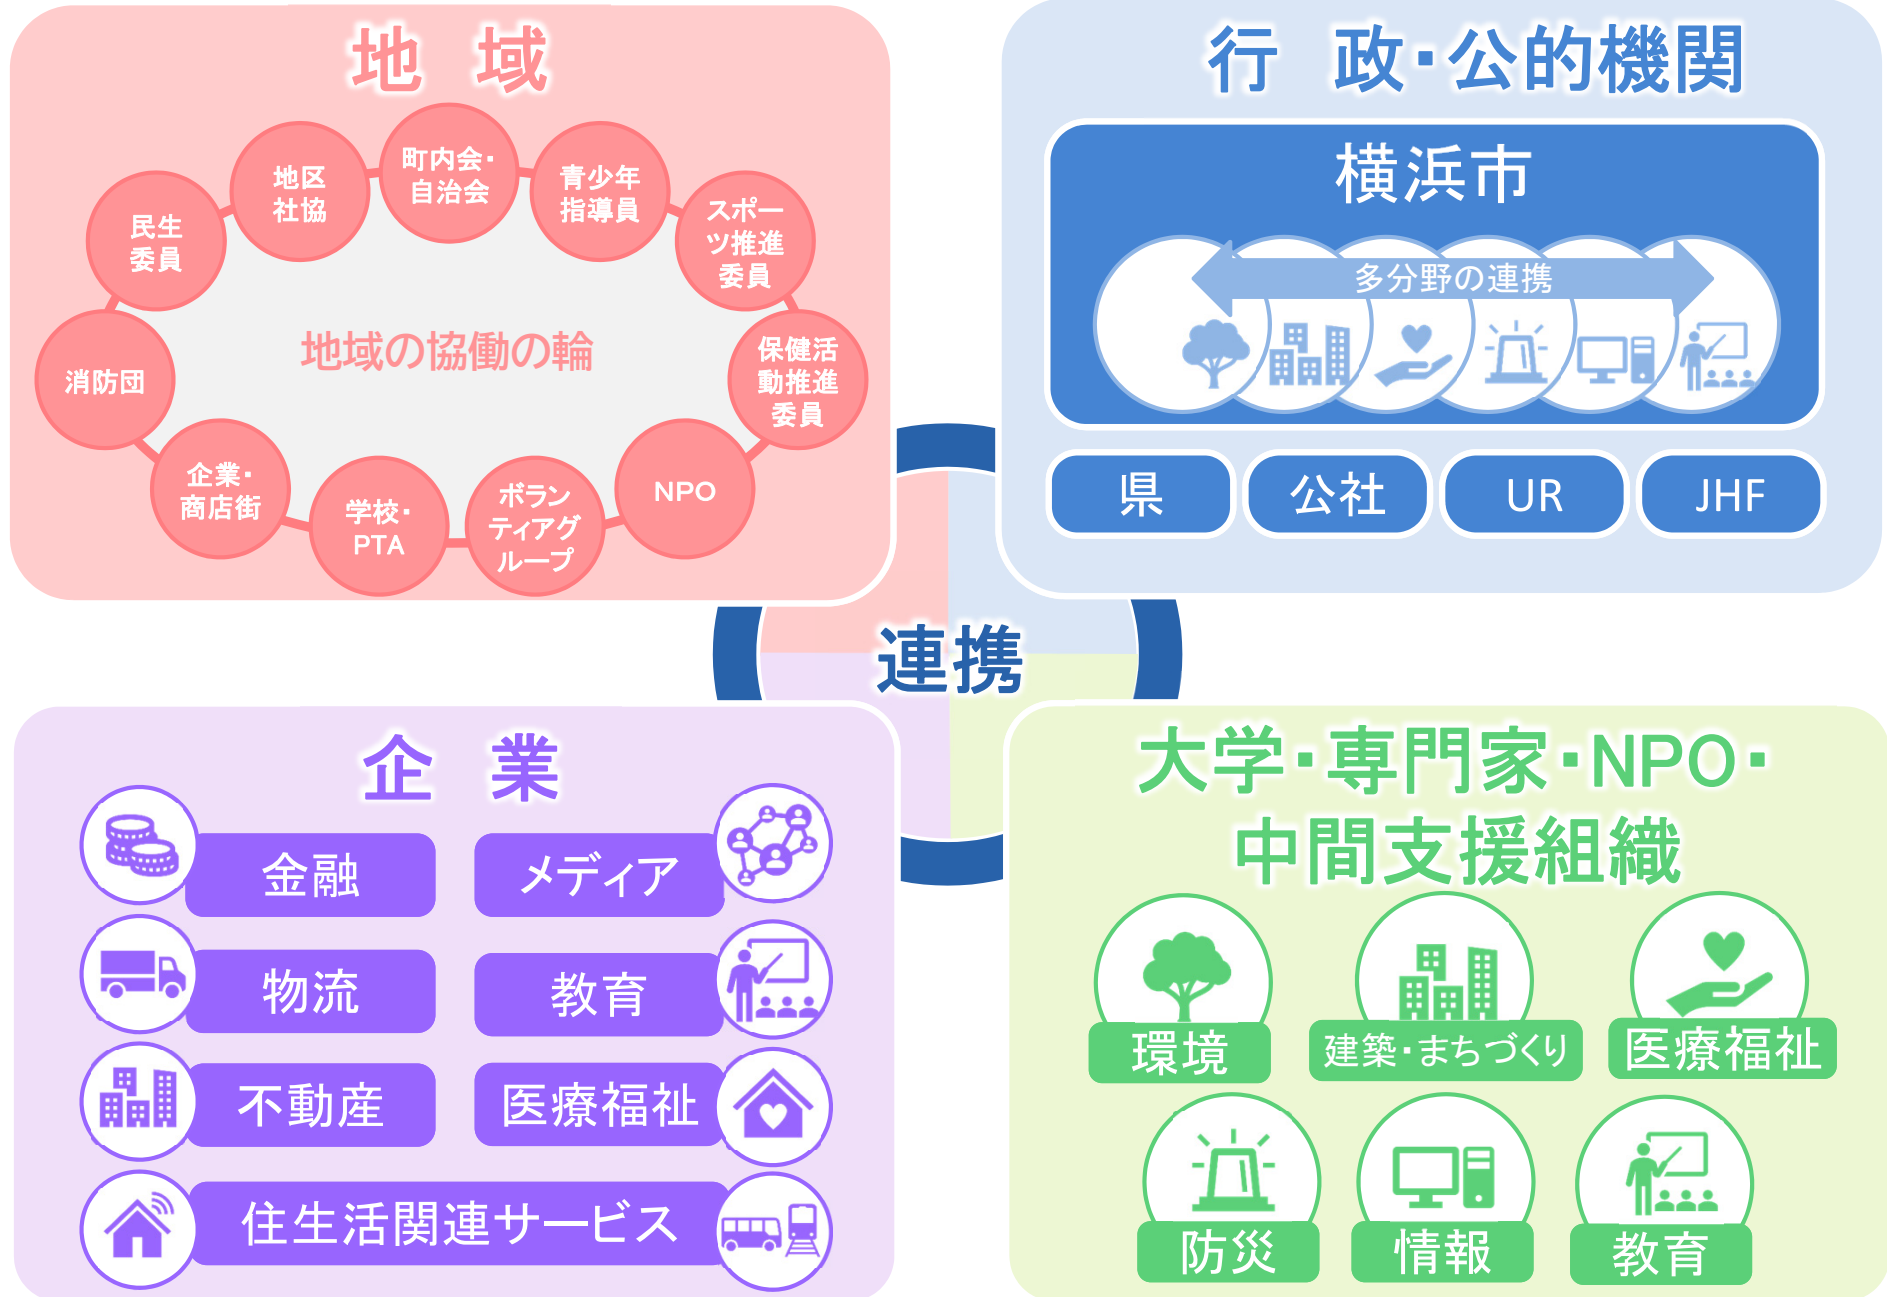 地　域
町内会・
自治会
地区
社協
青少年
指導員
民生
委員
スポー
ツ推進
委員
地域の協働の輪
消防団
保健活
動推進
委員
企業・
商店街
学校・
PTA
ボラン
ティアグ
ループ
NPO
行　政・公的機関
横浜市
多分野の連携
県
公社
UR
JHF
連携
企　業
金融
メディア
物流
教育
不動産
医療福祉
住生活関連サービス
大学・専門家・NPO・
中間支援組織
環境
建築・まちづくり
医療福祉
防災
情報
教育